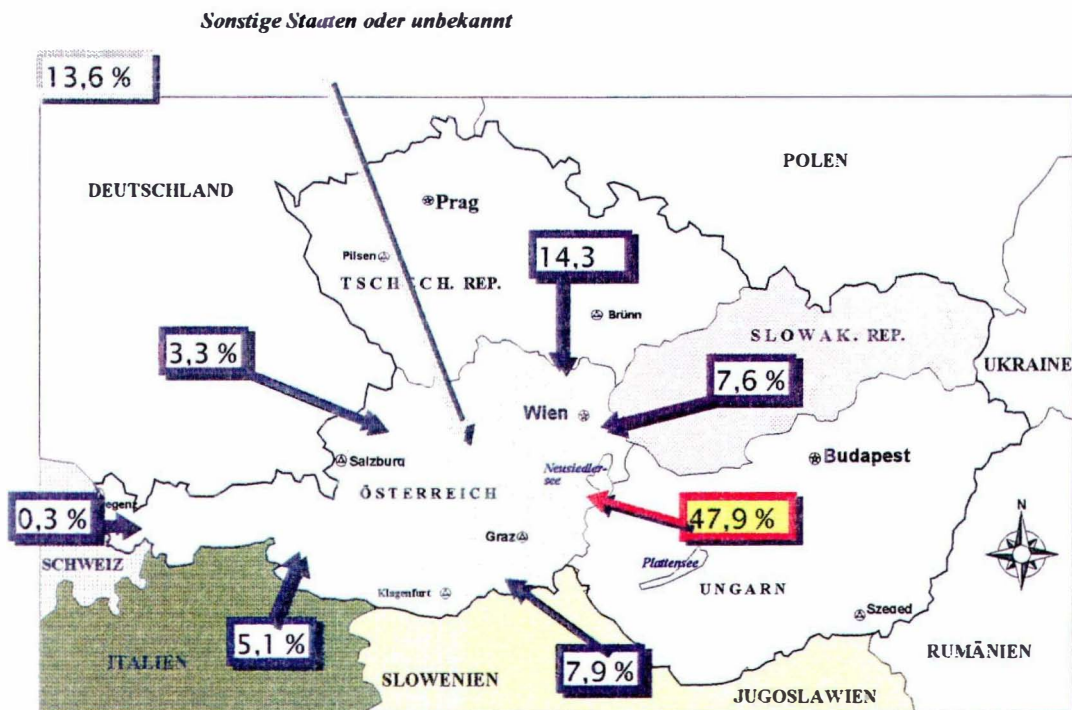 Sonstige Staaten oder unbekannt
13,6 %
POLEN
DEUTSCHLAND
Prag
Pilsen
14,3
TSCHECH. REP.
Brünn
SLOWAK. REP.
3,3 %
UKRAINE
7,6 %
Wien
Budapest
Salzburg
Neusiedler-
see
ÖSTERREICH
egenz
0,3 %
47,9 %
N
Graz
SCHWEIZ
Plattensee
UNGARN
Klagenfurt
Szeged
5,1 %
ITALIEN
RUMÄNIEN
7,9 %
SLOWENIEN
JUGOSLAWIEN